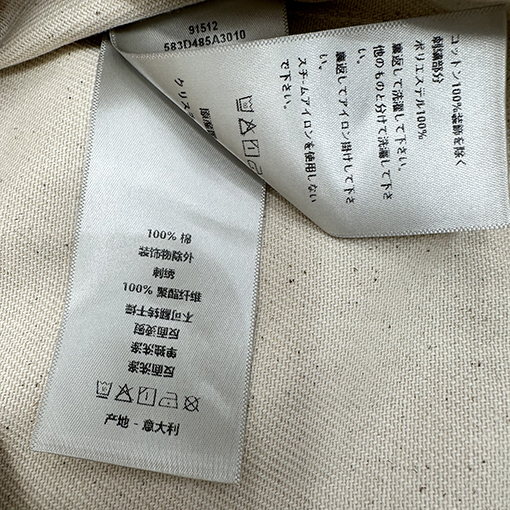 91512
583D485A3010
コットン100%装飾を除く
刺繍部分
ポリエステル100%
裏返して洗濯して下さい。
他のものと分けて洗濯して下さ
い。
裏返してアイロン掛けして下さ
い。
スチームアイロンを使用しない
で下さい。
100% 棉
装饰物除外
刺绣
100% 聚酯纤维
不可翻转干燥
反面熨烫
单独洗涤
反面洗涤
产地 - 意大利